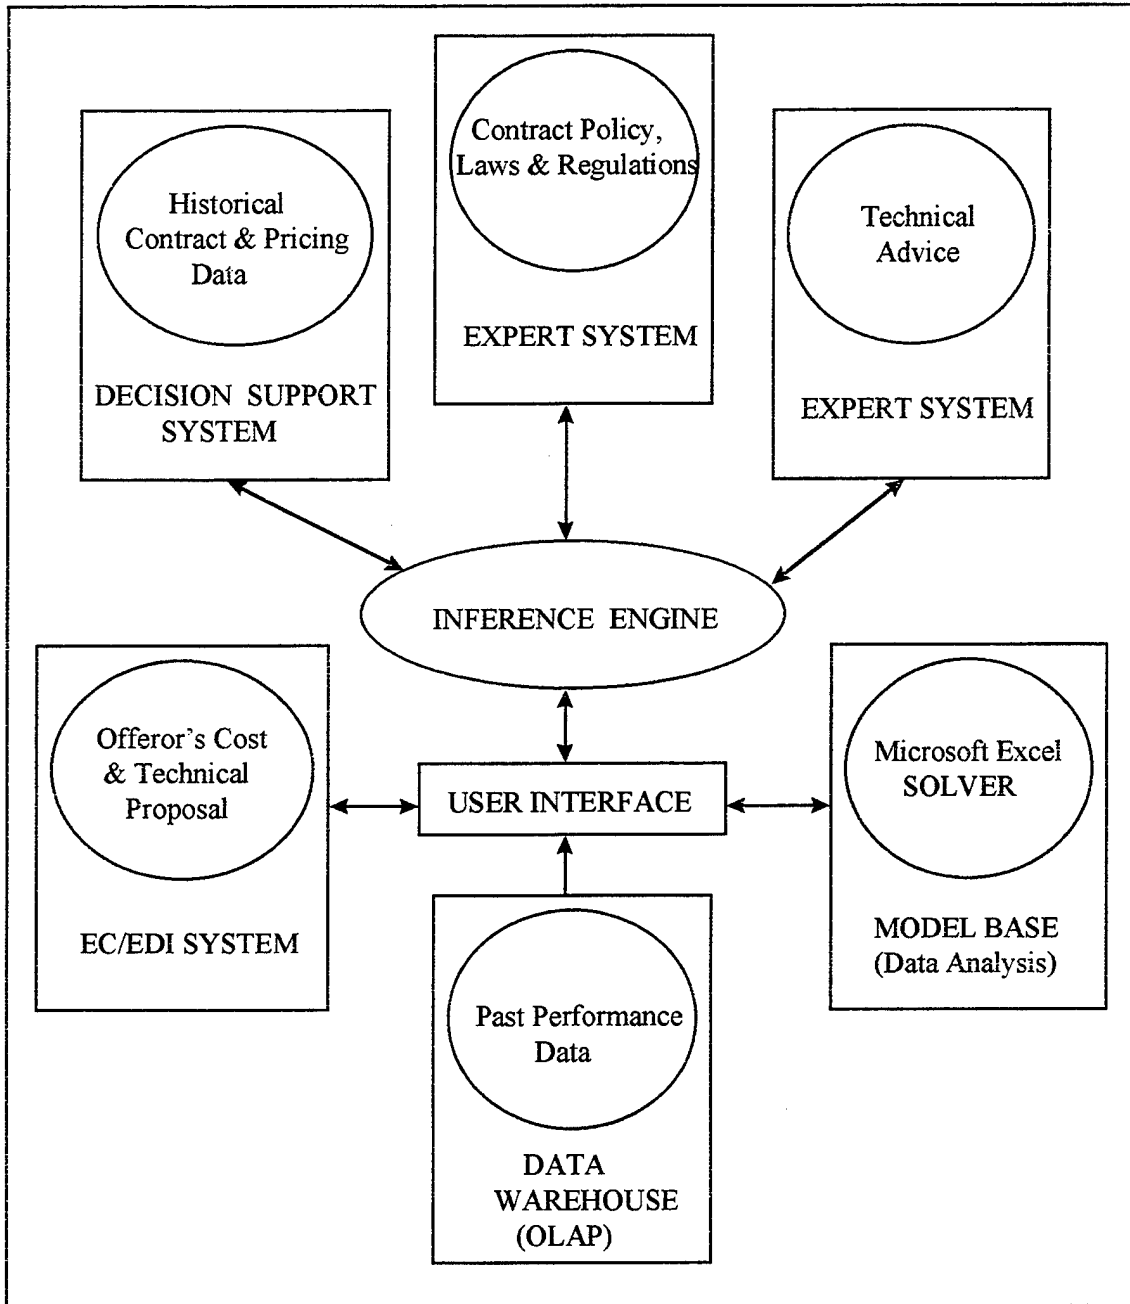 Contract Policy,
Laws & Regulations
EXPERT SYSTEM
Historical
Contract & Pricing
Data
DECISION SUPPORT
SYSTEM
Technical
Advice
EXPERT SYSTEM
INFERENCE ENGINE
Offeror's Cost
& Technical
Proposal
EC/EDI SYSTEM
USER INTERFACE
Microsoft Excel
SOLVER
MODEL BASE
(Data Analysis)
Past Performance
Data
DATA
WAREHOUSE
(OLAP)